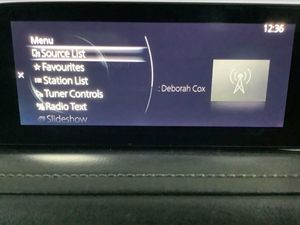 12:36
Menu
Source List
Favourites
Station List
Tuner Controls
: Deborah Cox
Radio Text
Slideshow